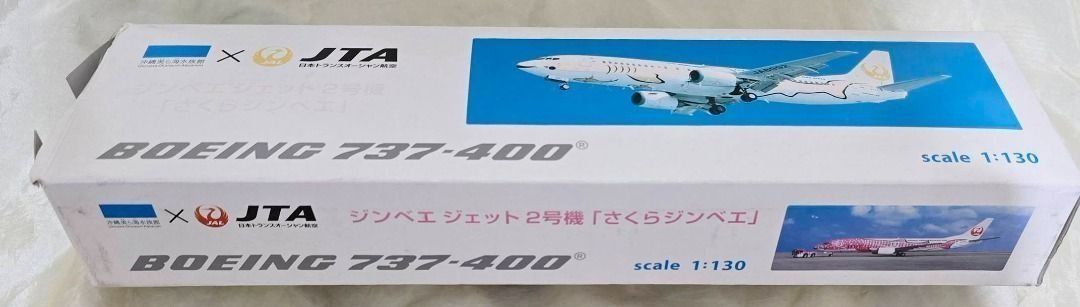 沖縄美ら海水族館 × JAL JTA
日本トランスオーシャン航空
ジンベエ ジェット 2号機
「さくらジンベエ」
BOEING 737-400®
scale 1:130
沖縄美ら海水族館 × JAL JTA
日本トランスオーシャン航空
ジンベエ ジェット 2号機「さくらジンベエ」
BOEING 737-400®
scale 1:130